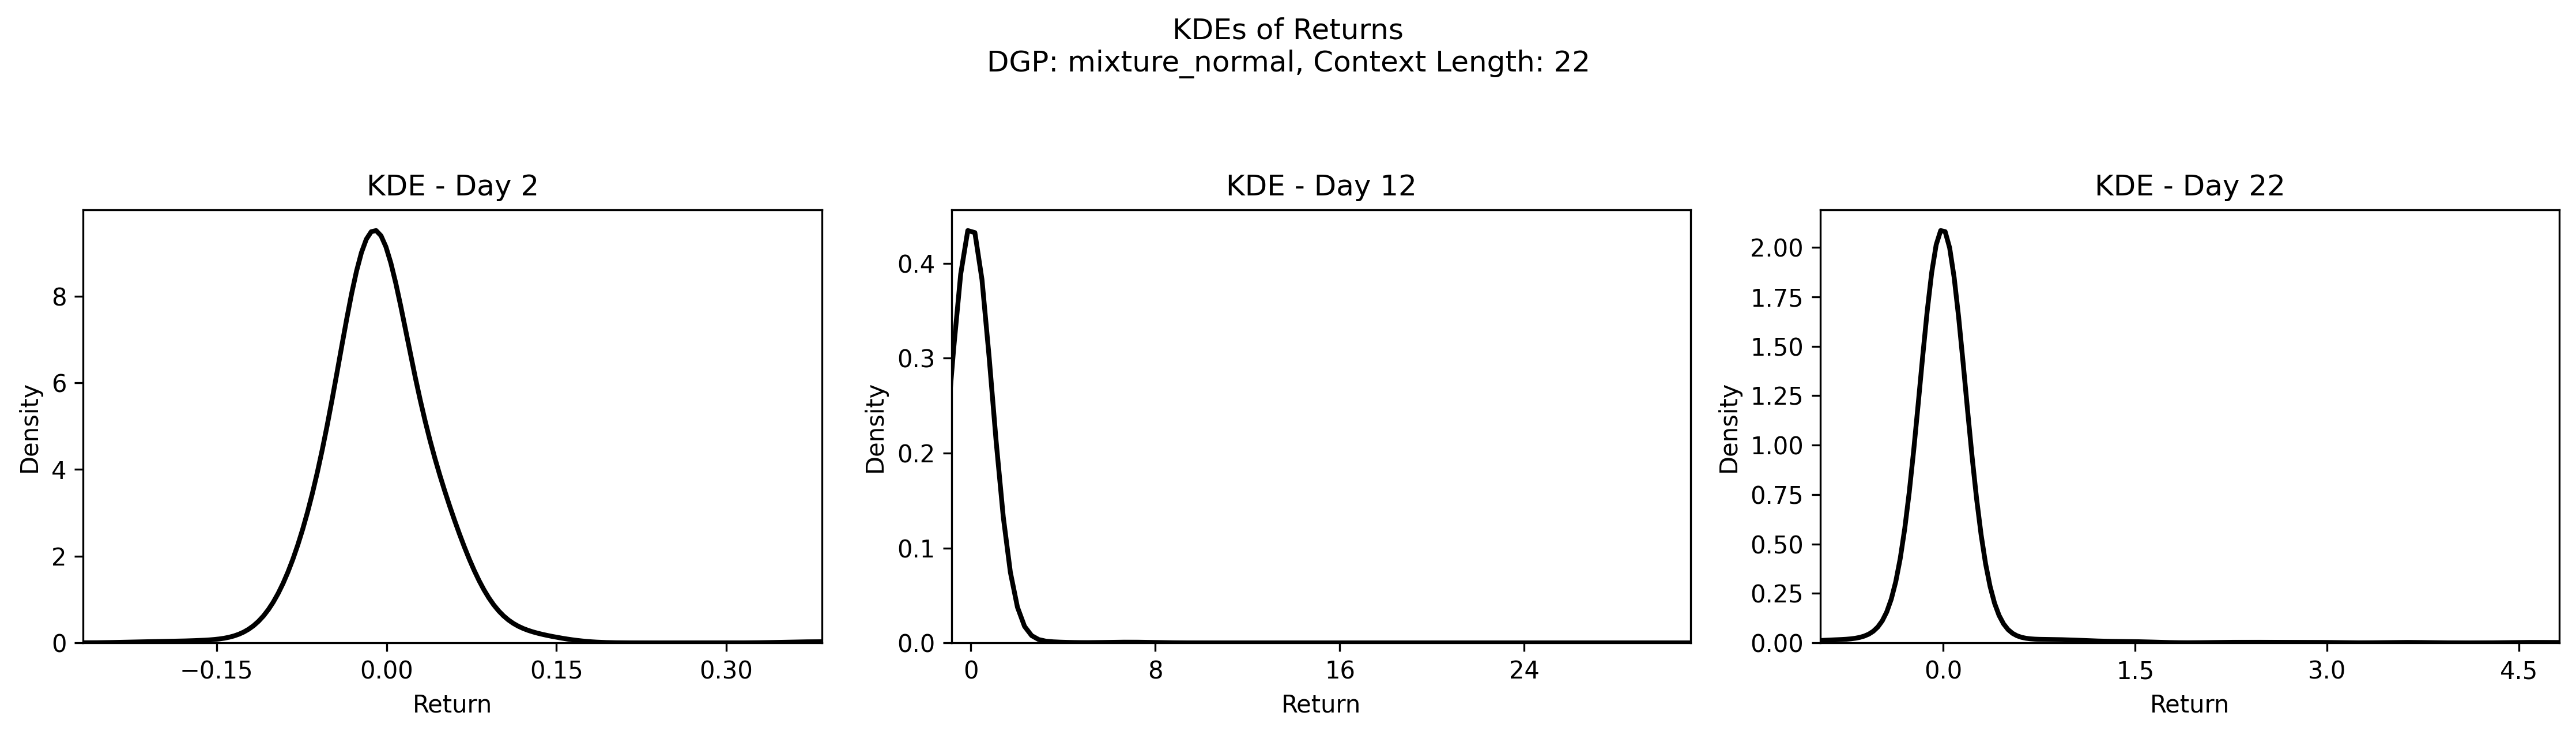 KDEs of Returns
DGP: mixture_normal, Context Length: 22
KDE - Day 2
Density
8
6
4
2
0
−0.15 0.00 0.15 0.30
Return
KDE - Day 12
Density
0.4
0.3
0.2
0.1
0.0
0 8 16 24
Return
KDE - Day 22
Density
2.00
1.75
1.50
1.25
1.00
0.75
0.50
0.25
0.00
0.0 1.5 3.0 4.5
Return